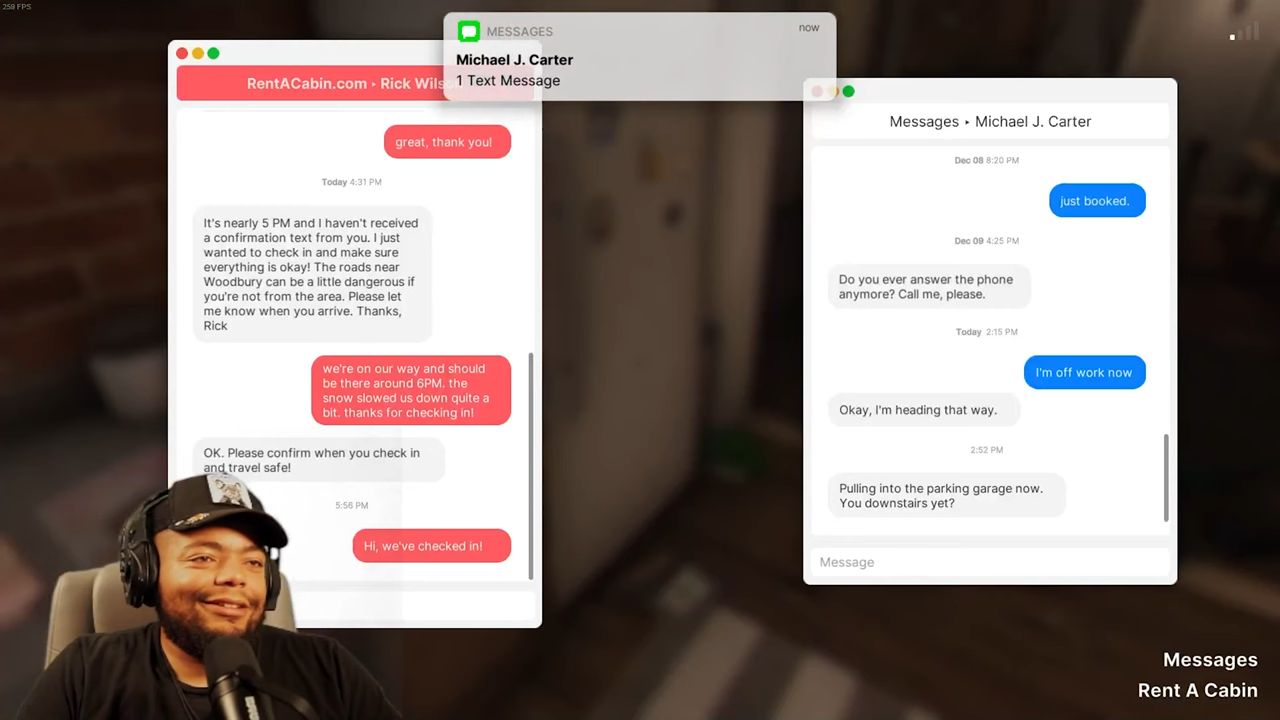 259 FPS
MESSAGES
now
Michael J. Carter
1 Text Message
RentACabin.com ▸ Rick
great, thank you!
Today 4:31 PM
It's nearly 5 PM and I haven't received
a confirmation text from you. I just
wanted to check in and make sure
everything is okay! The roads near
Woodbury can be a little dangerous if
you're not from the area. Please let
me know when you arrive. Thanks,
Rick
we're on our way and should
be there around 6PM. the
snow slowed us down quite a
bit. thanks for checking in!
OK. Please confirm when you check in
and travel safe!
5:56 PM
Hi, we've checked in!
Messages ▸ Michael J. Carter
Dec 08 8:20 PM
just booked.
Dec 09 4:25 PM
Do you ever answer the phone
anymore? Call me, please.
Today 2:15 PM
I'm off work now
Okay, I'm heading that way.
2:52 PM
Pulling into the parking garage now.
You downstairs yet?
Message
Messages
Rent A Cabin